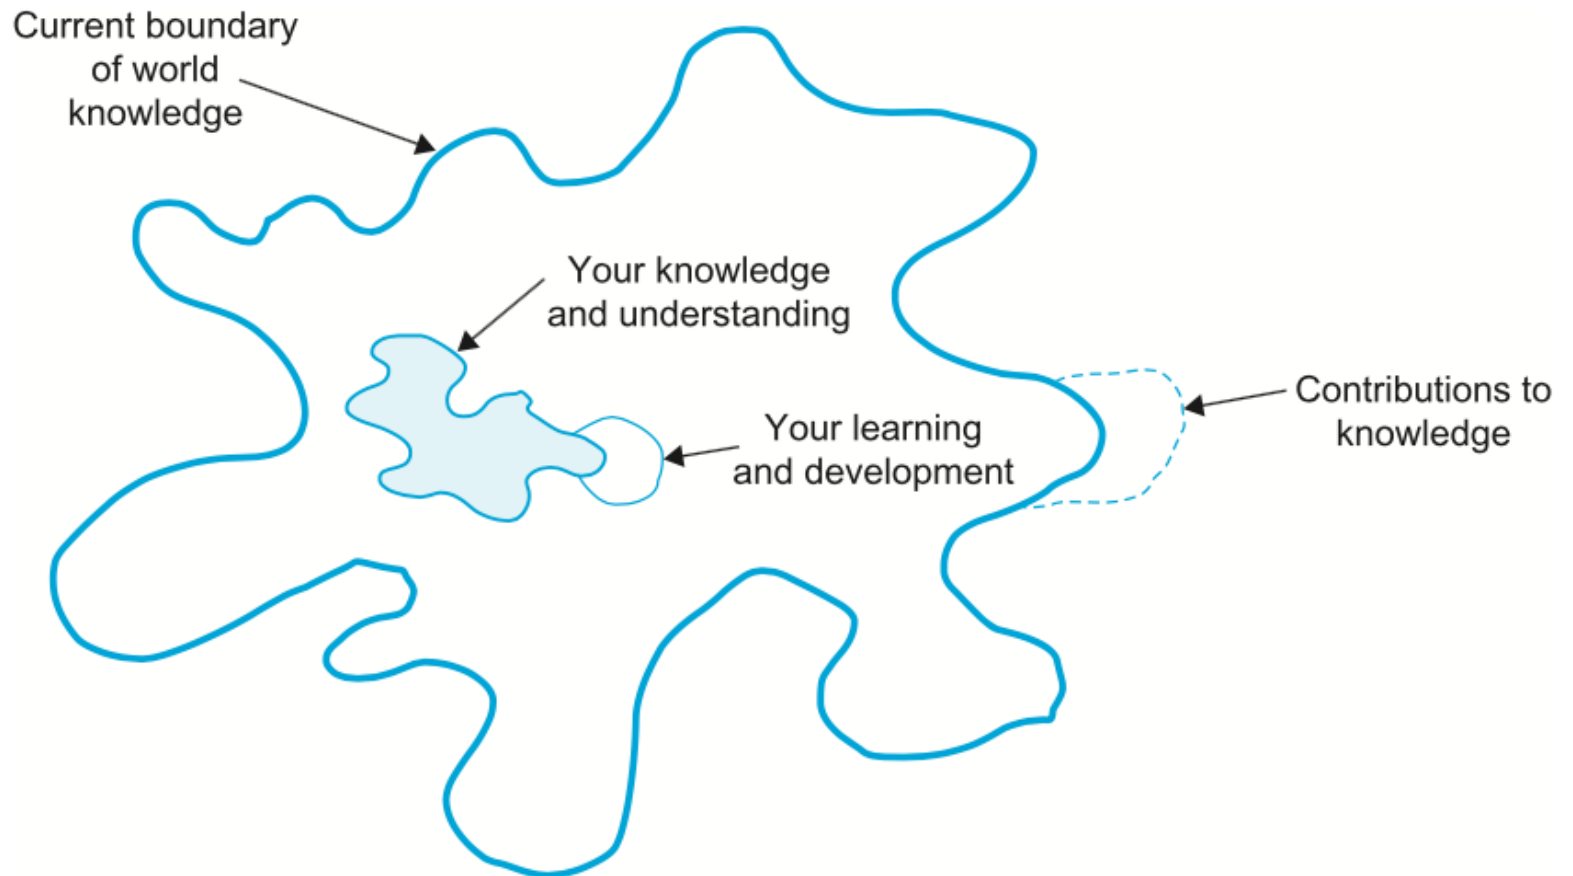 Current boundary
of world
knowledge
Your knowledge
and understanding
Your learning
and development
Contributions to
knowledge